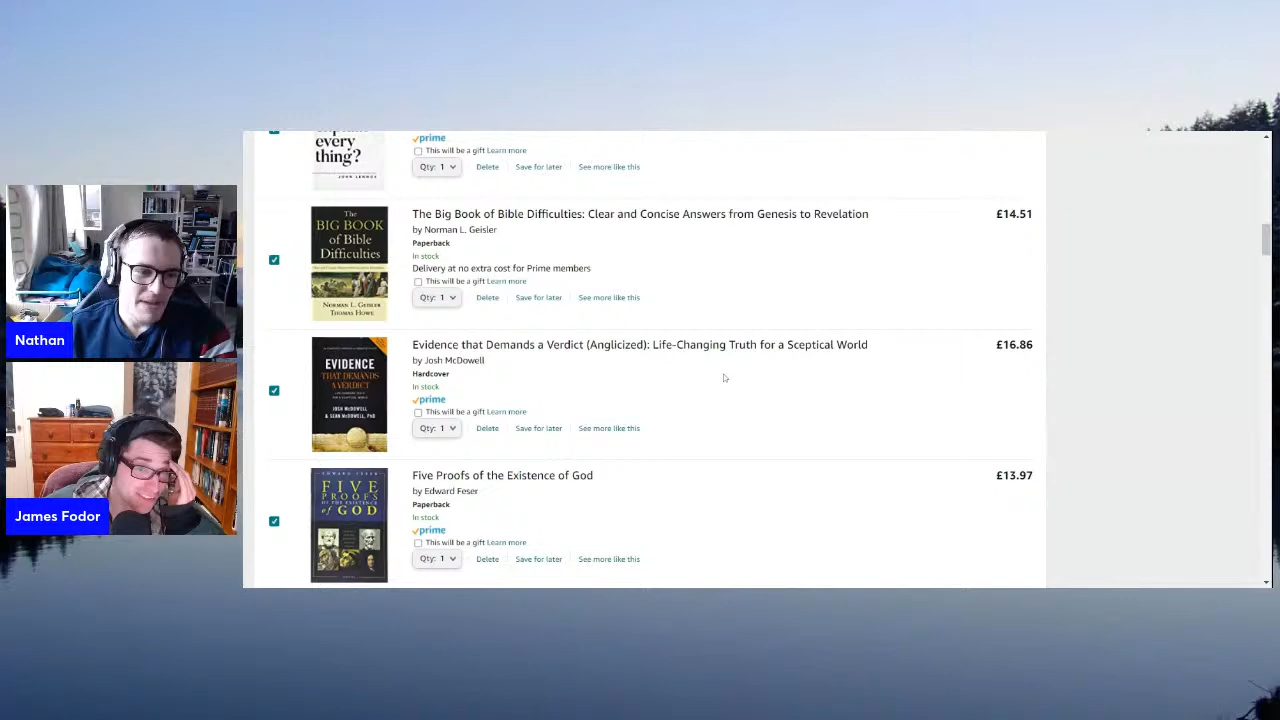 every
thing?
JOHN LENNOX
prime
This will be a gift Learn more
Qty: 1 Delete Save for later See more like this
The
BIG BOOK
of Bible
Difficulties
NORMAN L. GEISLER
THOMAS HOWE
The Big Book of Bible Difficulties: Clear and Concise Answers from Genesis to Revelation
£14.51
by Norman L. Geisler
Paperback
In stock
Delivery at no extra cost for Prime members
This will be a gift Learn more
Qty: 1 Delete Save for later See more like this
EVIDENCE
THAT DEMANDS
A VERDICT
JOSH MCDOWELL
& SEAN MCDOWELL, PhD
Evidence that Demands a Verdict (Anglicized): Life-Changing Truth for a Sceptical World
£16.86
by Josh McDowell
Hardcover
In stock
prime
This will be a gift Learn more
Qty: 1 Delete Save for later See more like this
EDWARD FESER
FIVE
PROOFS
OF THE EXISTENCE
of GOD
Five Proofs of the Existence of God
£13.97
by Edward Feser
Paperback
In stock
prime
This will be a gift Learn more
Qty: 1 Delete Save for later See more like this
Nathan
James Fodor